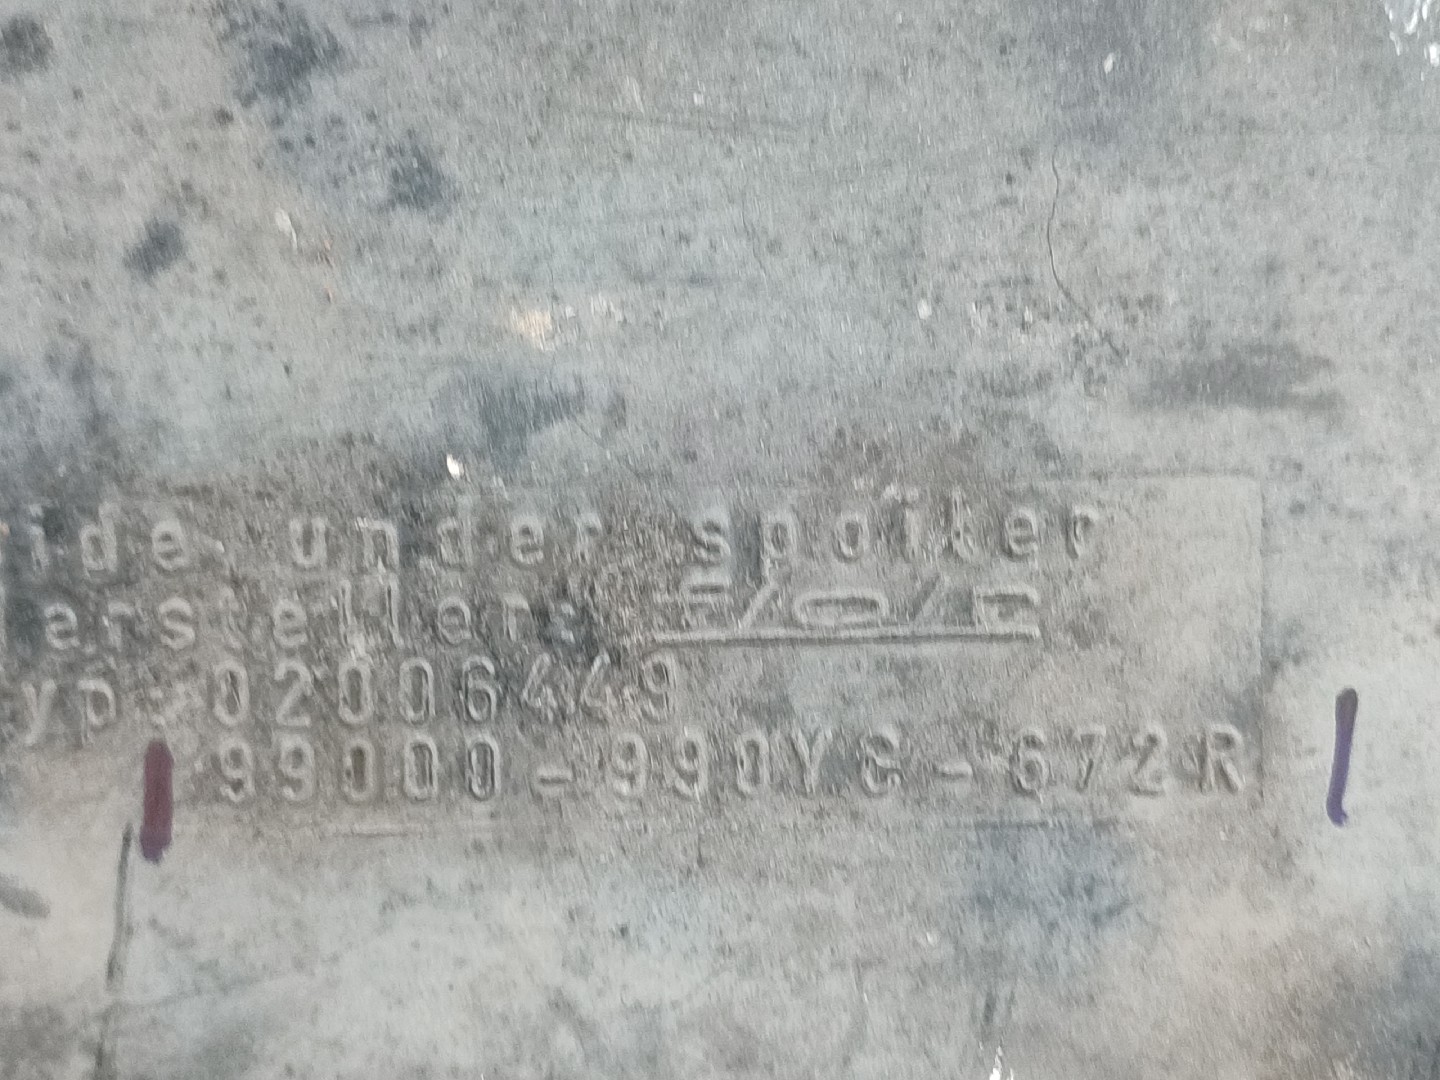 ide under spoiler
ersteller: F/O/P
yp: 02006449
99000-990YC-672R